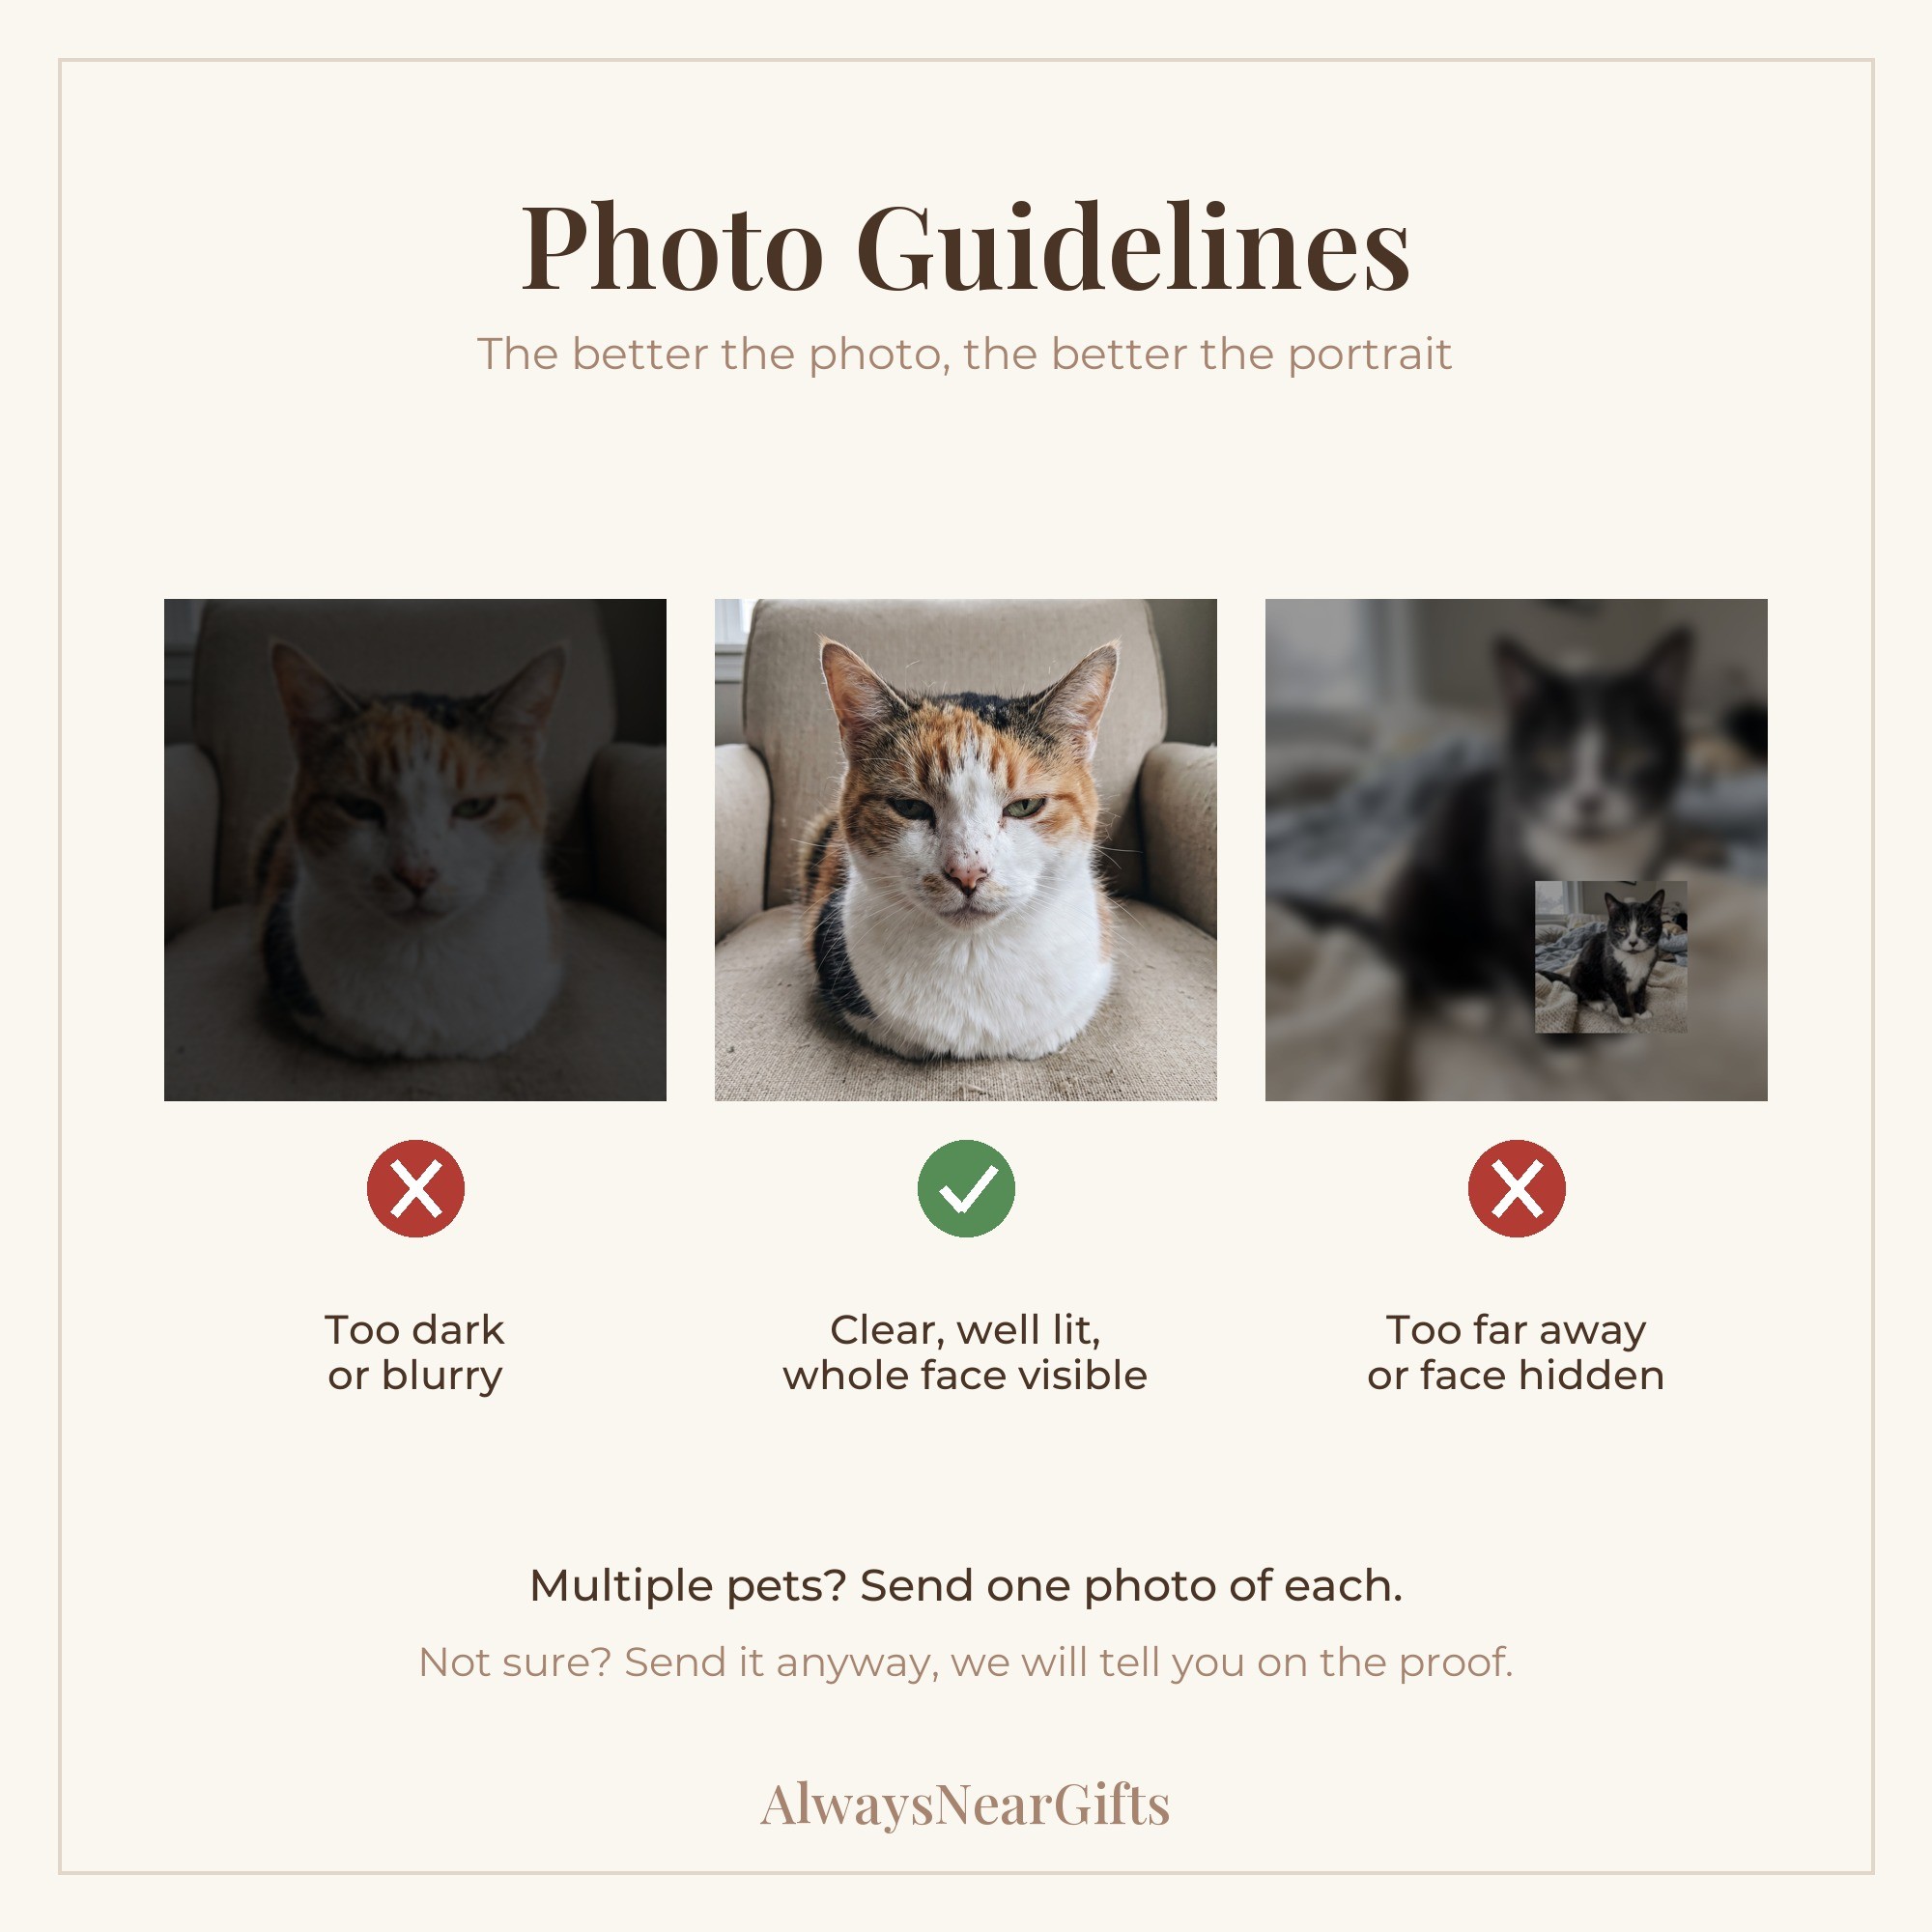 Photo Guidelines
The better the photo, the better the portrait
Too dark
or blurry
Clear, well lit,
whole face visible
Too far away
or face hidden
Multiple pets? Send one photo of each.
Not sure? Send it anyway, we will tell you on the proof.
AlwaysNearGifts